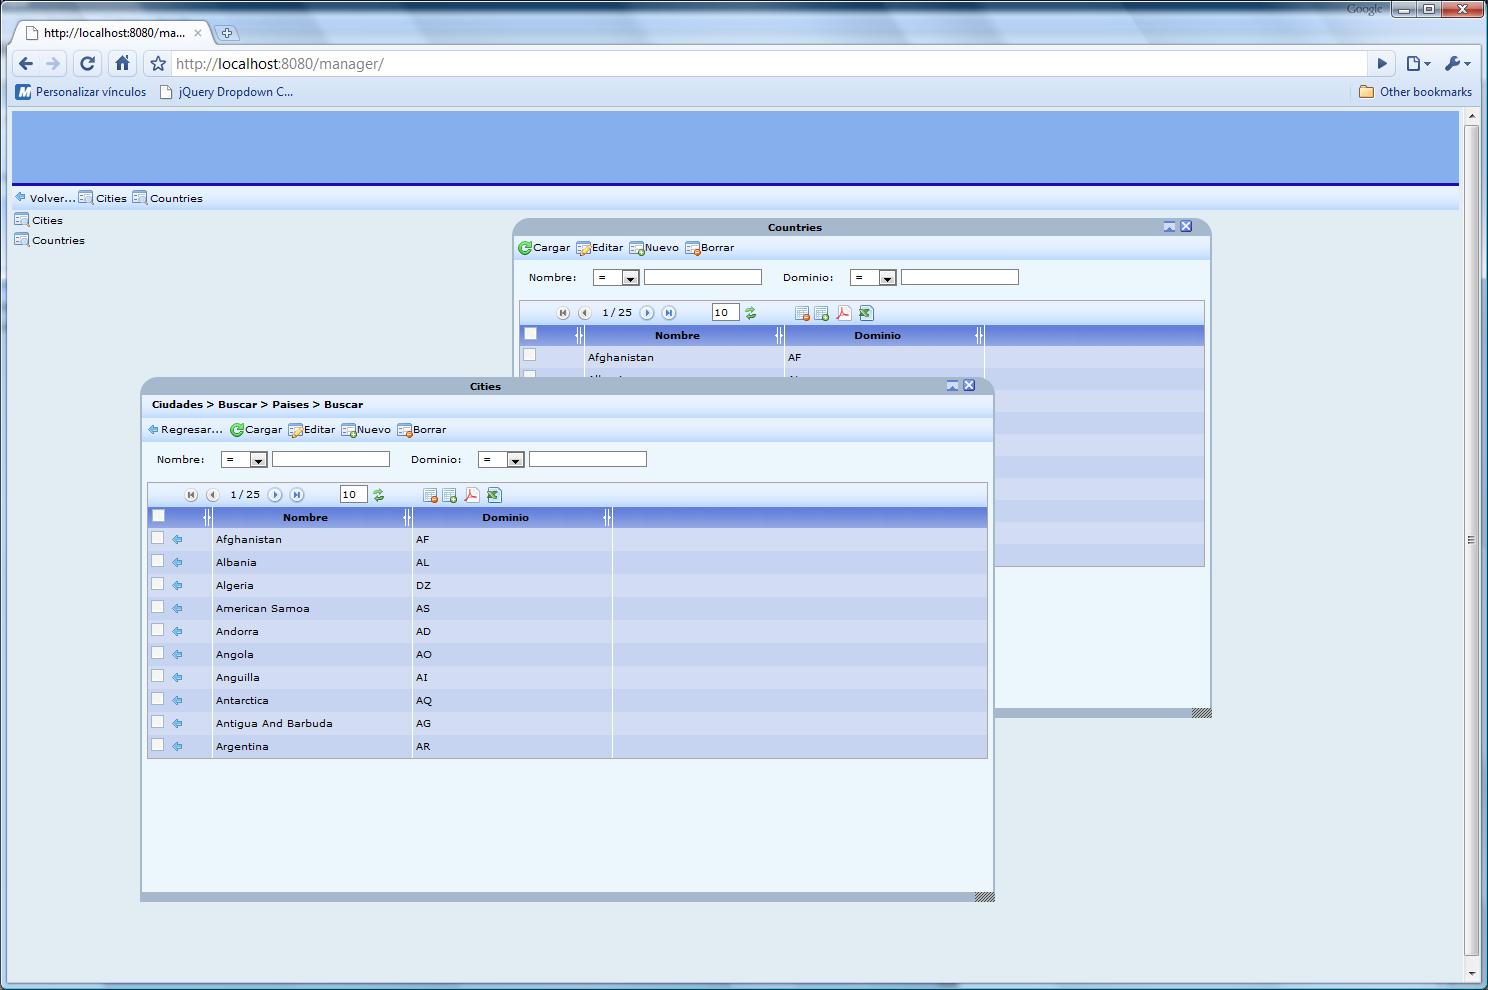 Google
http://localhost:8080/ma...
http://localhost:8080/manager/
Personalizar vínculos jQuery Dropdown C... Other bookmarks
Volver... Cities Countries
Cities
Countries
Countries
Cargar Editar Nuevo Borrar
Nombre: = Dominio: =
1 / 25 10
Nombre Dominio
Afghanistan AF
Cities
Ciudades > Buscar > Paises > Buscar
Regresar... Cargar Editar Nuevo Borrar
Nombre: = Dominio: =
1 / 25 10
Nombre Dominio
Afghanistan AF
Albania AL
Algeria DZ
American Samoa AS
Andorra AD
Angola AO
Anguilla AI
Antarctica AQ
Antigua And Barbuda AG
Argentina AR